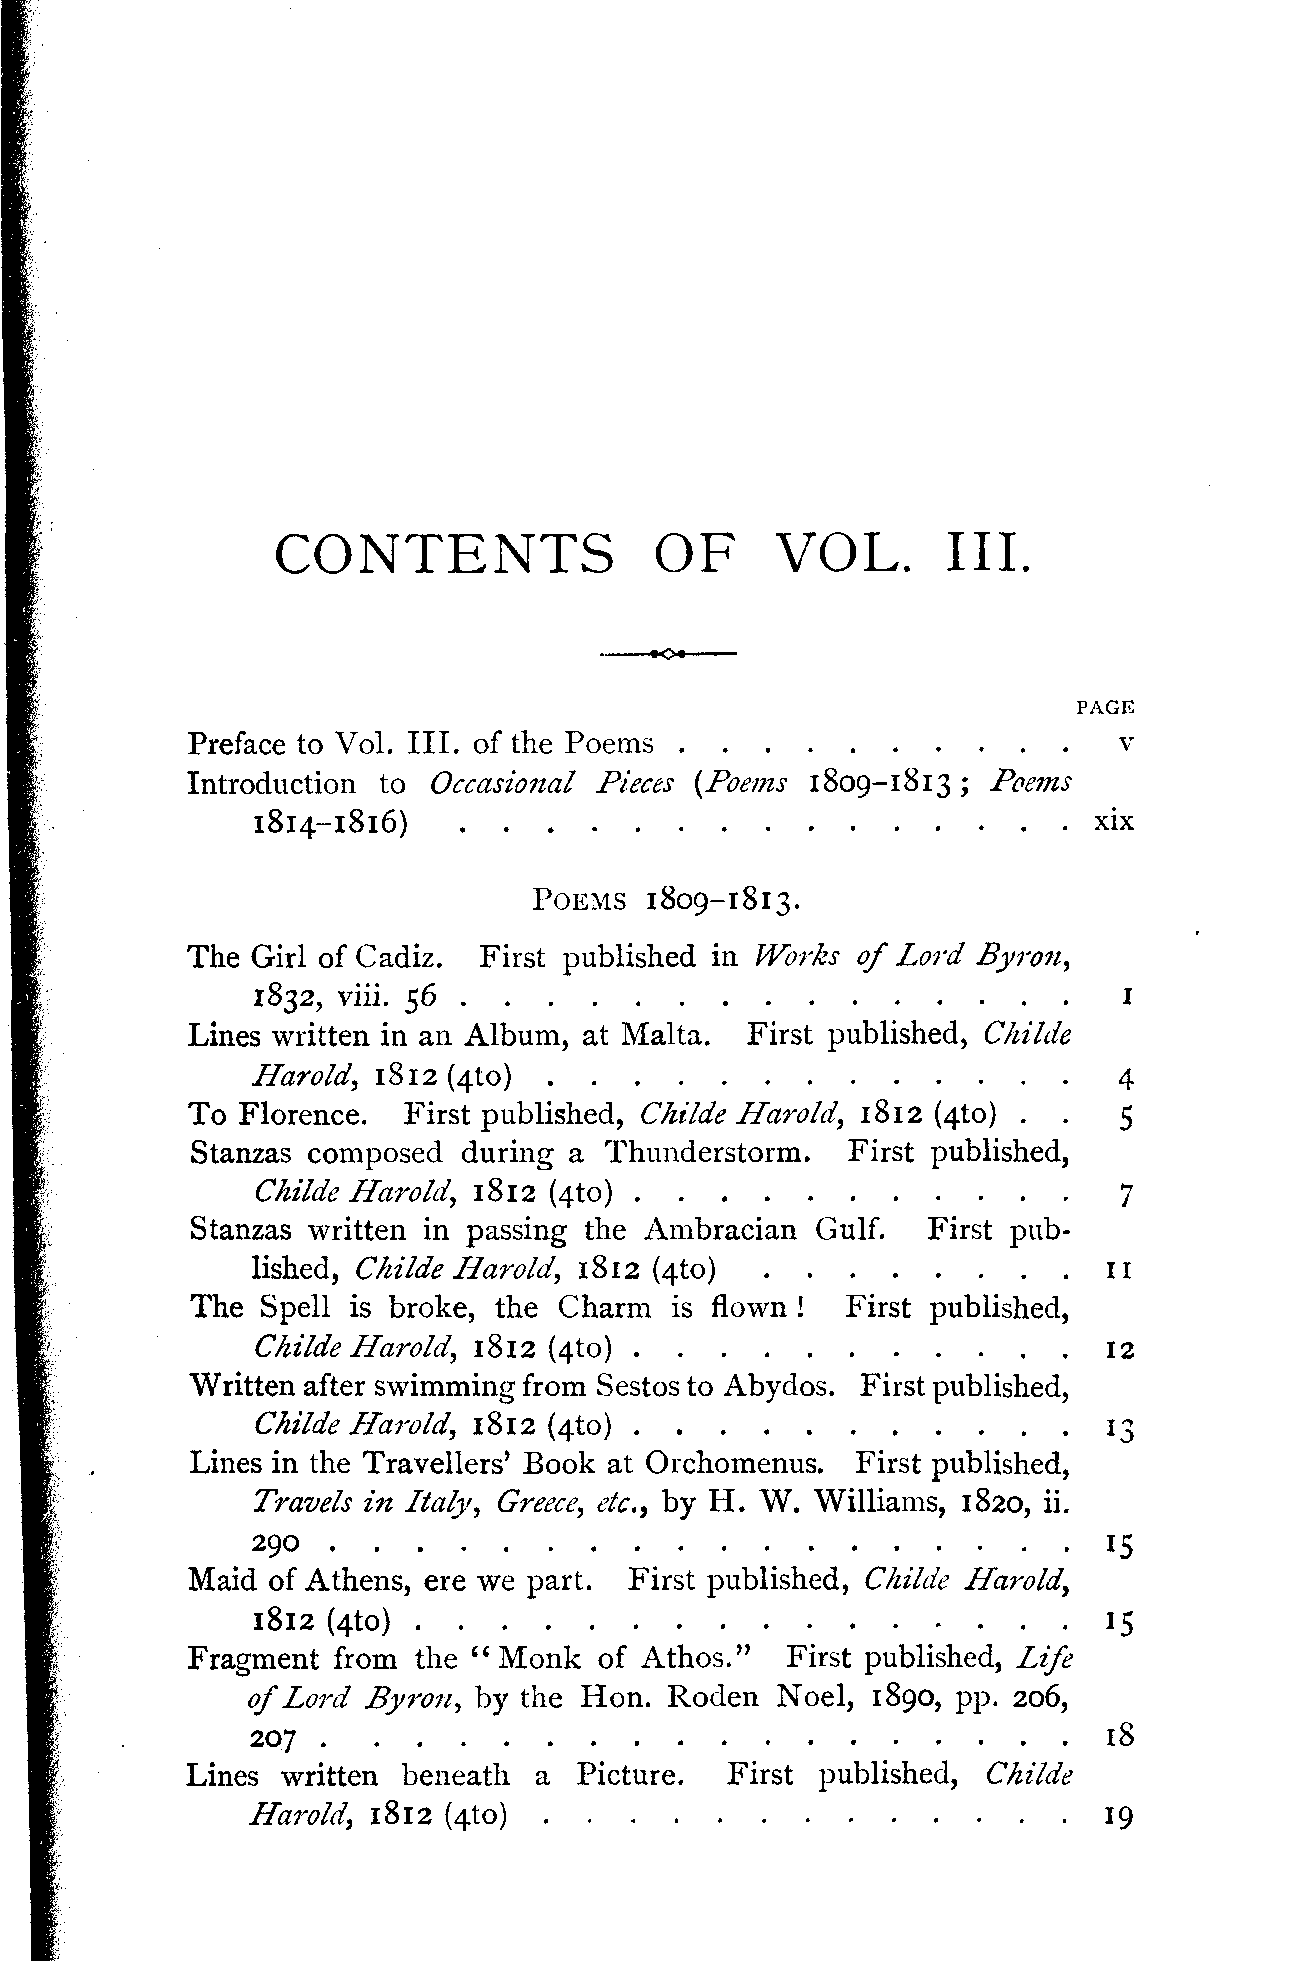 CONTENTS OF VOL. III.
PAGE
Preface to Vol. III. of the Poems . . . . . . . . . . v
Introduction to Occasional Pieces (Poems 1809–1813; Poems
1814–1816) . . . . . . . . . . . . . . . xix
POEMS 1809–1813.
The Girl of Cadiz. First published in Works of Lord Byron,
1832, viii. 56 . . . . . . . . . . . . . . . 1
Lines written in an Album, at Malta. First published, Childe
Harold, 1812 (4to) . . . . . . . . . . . . . 4
To Florence. First published, Childe Harold, 1812 (4to) . . 5
Stanzas composed during a Thunderstorm. First published,
Childe Harold, 1812 (4to) . . . . . . . . . . . 7
Stanzas written in passing the Ambracian Gulf. First pub-
lished, Childe Harold, 1812 (4to) . . . . . . . . 11
The Spell is broke, the Charm is flown! First published,
Childe Harold, 1812 (4to) . . . . . . . . . . . 12
Written after swimming from Sestos to Abydos. First published,
Childe Harold, 1812 (4to) . . . . . . . . . . . 13
Lines in the Travellers' Book at Orchomenus. First published,
Travels in Italy, Greece, etc., by H. W. Williams, 1820, ii.
290 . . . . . . . . . . . . . . . . . . 15
Maid of Athens, ere we part. First published, Childe Harold,
1812 (4to) . . . . . . . . . . . . . . . . 15
Fragment from the "Monk of Athos." First published, Life
of Lord Byron, by the Hon. Roden Noel, 1890, pp. 206,
207 . . . . . . . . . . . . . . . . . . 18
Lines written beneath a Picture. First published, Childe
Harold, 1812 (4to) . . . . . . . . . . . . . 19